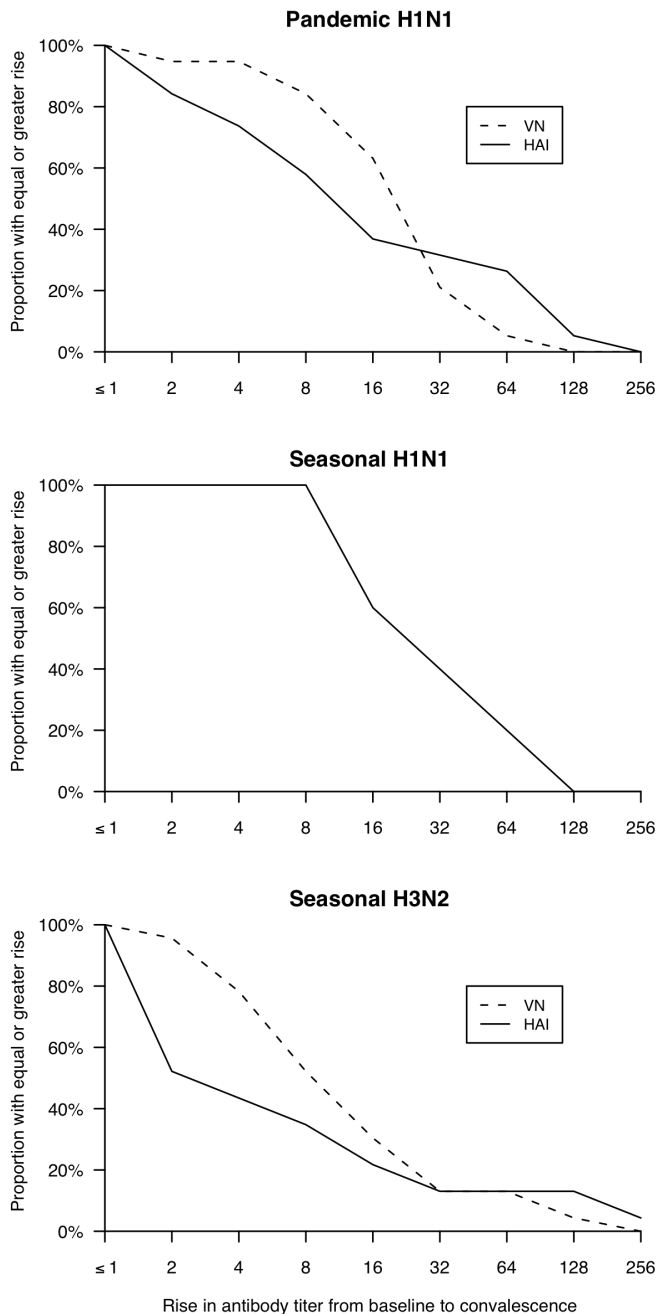 Pandemic H1N1
Proportion with equal or greater rise
100%
80%
60%
40%
20%
0%
VN
HAI
≤ 1 2 4 8 16 32 64 128 256
Seasonal H1N1
Proportion with equal or greater rise
100%
80%
60%
40%
20%
0%
≤ 1 2 4 8 16 32 64 128 256
Seasonal H3N2
Proportion with equal or greater rise
100%
80%
60%
40%
20%
0%
VN
HAI
≤ 1 2 4 8 16 32 64 128 256
Rise in antibody titer from baseline to convalescence